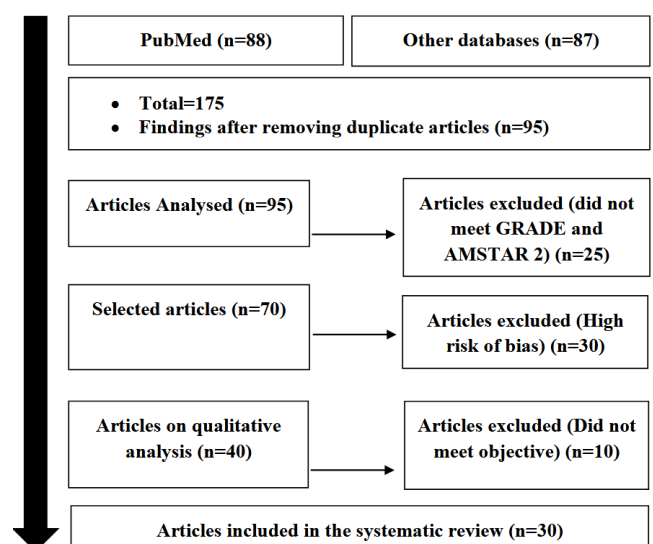 PubMed (n=88)
Other databases (n=87)
• Total=175
• Findings after removing duplicate articles (n=95)
Articles Analysed (n=95)
Articles excluded (did not
meet GRADE and
AMSTAR 2) (n=25)
Selected articles (n=70)
Articles excluded (High
risk of bias) (n=30)
Articles on qualitative
analysis (n=40)
Articles excluded (Did not
meet objective) (n=10)
Articles included in the systematic review (n=30)